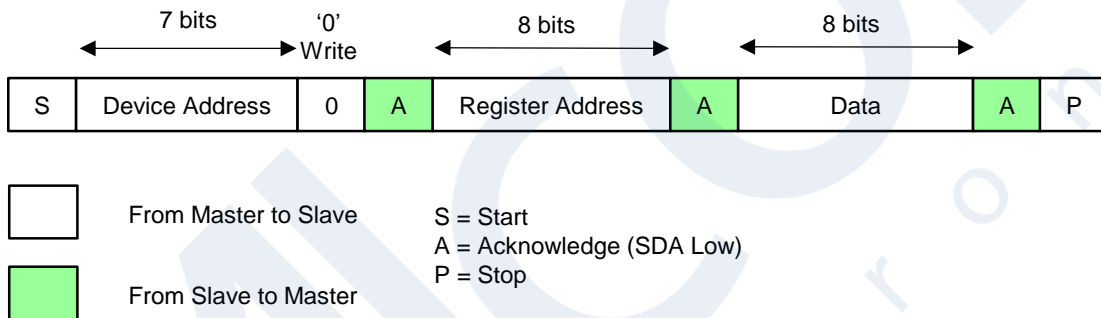 7 bits
‘0’
Write
8 bits
8 bits
S Device Address 0 A Register Address A Data A P
From Master to Slave
S = Start
A = Acknowledge (SDA Low)
P = Stop
From Slave to Master